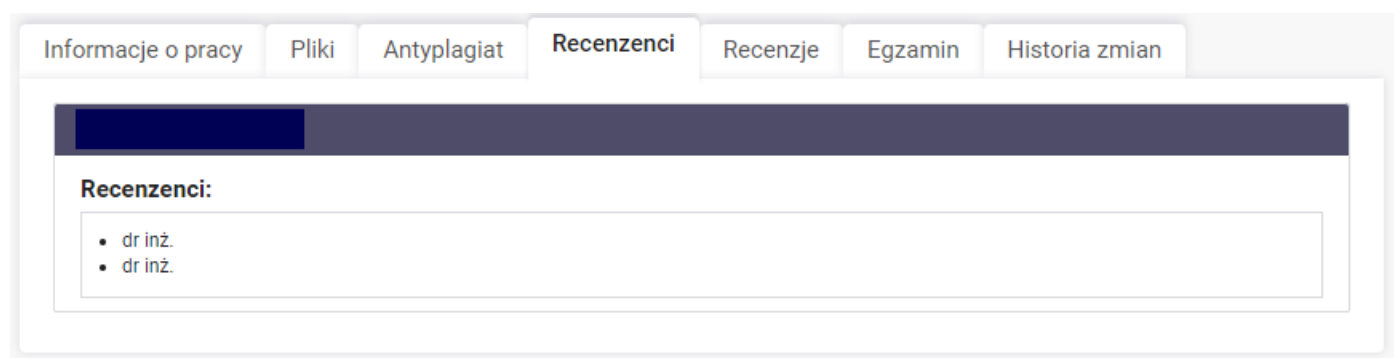 Informacje o pracy Pliki Antyplagiat Recenzenci Recenzje Egzamin Historia zmian
Recenzenci:
• dr inż.
• dr inż.